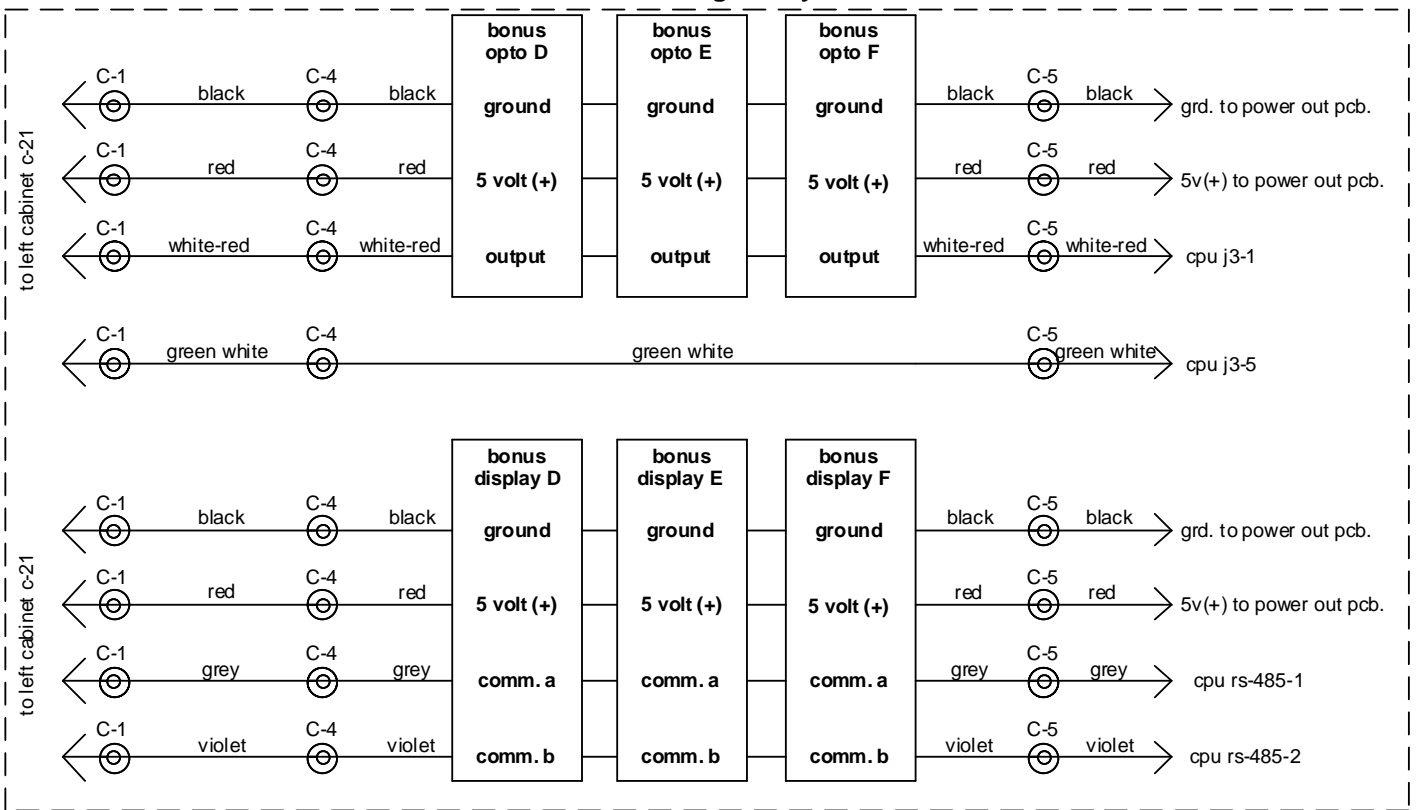 bonus bonus bonus
opto D opto E opto F
C-1 C-4 C-5
black black ground ground ground black black grd. to power out pcb.
C-1 C-4 C-5
red red 5 volt (+) 5 volt (+) 5 volt (+) red red 5v(+) to power out pcb.
C-1 C-4 C-5
white-red white-red output output output white-red white-red cpu j3-1
to left cabinet c-21
C-1 C-4 C-5
green white green white green white cpu j3-5
bonus bonus bonus
display D display E display F
C-1 C-4 C-5
black black ground ground ground black black grd. to power out pcb.
C-1 C-4 C-5
red red 5 volt (+) 5 volt (+) 5 volt (+) red red 5v(+) to power out pcb.
C-1 C-4 C-5
grey grey comm. a comm. a comm. a grey grey cpu rs-485-1
C-1 C-4 C-5
violet violet comm. b comm. b comm. b violet violet cpu rs-485-2
to left cabinet c-21